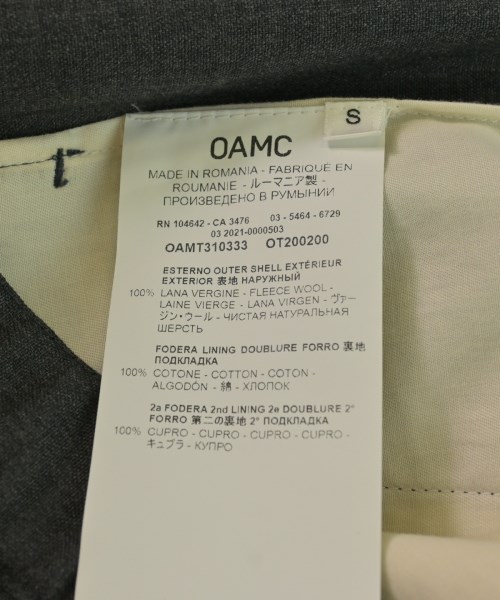 S
OAMC
MADE IN ROMANIA - FABRIQUÉ EN
ROUMANIE - ルーマニア製 -
ПРОИЗВЕДЕНО В РУМЫНИИ
RN 104642 - CA 3476 03 - 5464 - 6729
03 2021-0000503
OAMT310333 OT200200
ESTERNO OUTER SHELL EXTÉRIEUR
EXTERIOR 裏地 НАРУЖНЫЙ
100% LANA VERGINE - FLEECE WOOL -
LAINE VIERGE - LANA VIRGEN - ヴァー
ジン・ウール - ЧИСТАЯ НАТУРАЛЬНАЯ
ШЕРСТЬ
FODERA LINING DOUBLURE FORRO 裏地
ПОДКЛАДКА
100% COTONE - COTTON - COTON -
ALGODÓN - 綿 - ХЛОПОК
2a FODERA 2nd LINING 2e DOUBLURE 2°
FORRO 第二の裏地 2° ПОДКЛАДКА
100% CUPRO - CUPRO - CUPRO - CUPRO -
キュプラ - КУПРО